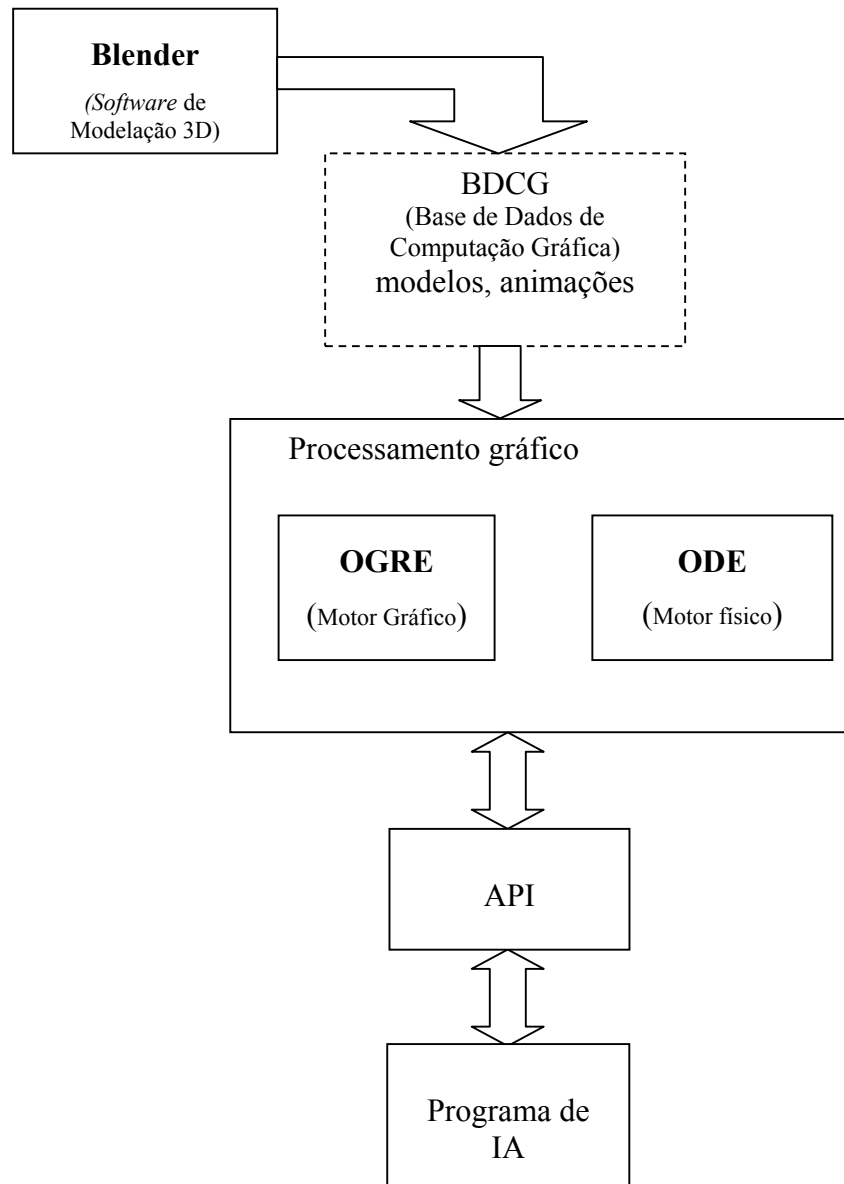 Blender
(Software de
Modelação 3D)
BDCG
(Base de Dados de
Computação Gráfica)
modelos, animações
Processamento gráfico
OGRE
(Motor Gráfico)
ODE
(Motor físico)
API
Programa de
IA